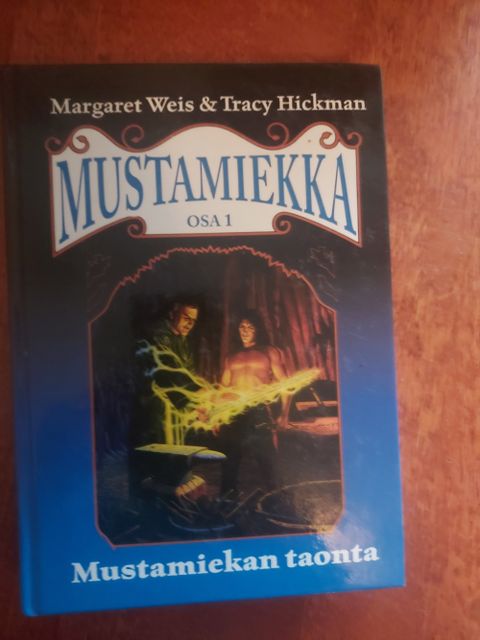 Margaret Weis & Tracy Hickman
MUSTAMIEKKA
OSA 1
Mustamiekan taonta